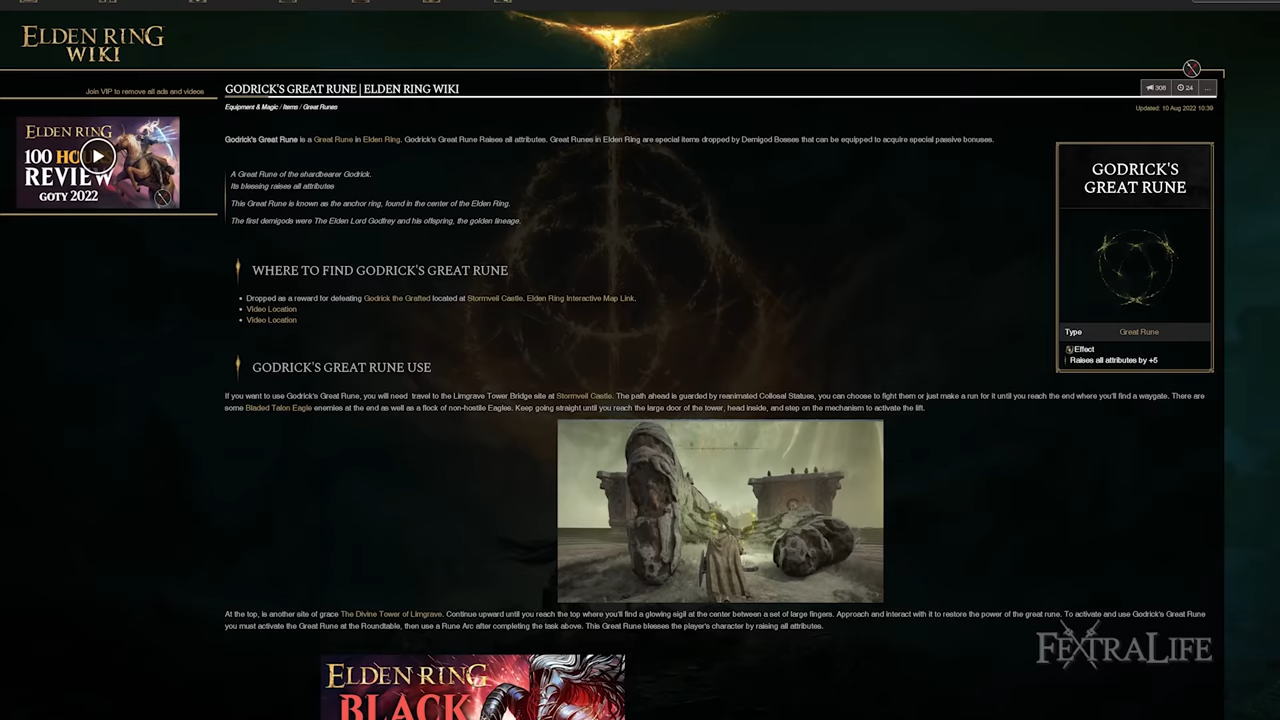 ELDEN RING
WIKI
Join VIP to remove all ads and videos
ELDEN RING
100 HO
REVIEW
GOTY 2022
GODRICK'S GREAT RUNE | ELDEN RING WIKI
308
24
...
Equipment & Magic / Items / Great Runes
Updated: 10 Aug 2022 10:39
Godrick's Great Rune is a Great Rune in Elden Ring. Godrick's Great Rune Raises all attributes. Great Runes in Elden Ring are special items dropped by Demigod Bosses that can be equipped to acquire special passive bonuses.
A Great Rune of the shardbearer Godrick.
Its blessing raises all attributes
This Great Rune is known as the anchor ring, found in the center of the Elden Ring.
The first demigods were The Elden Lord Godfrey and his offspring, the golden lineage.
GODRICK'S
GREAT RUNE
Type Great Rune
Effect
Raises all attributes by +5
WHERE TO FIND GODRICK'S GREAT RUNE
• Dropped as a reward for defeating Godrick the Grafted located at Stormveil Castle. Elden Ring Interactive Map Link.
• Video Location
• Video Location
GODRICK'S GREAT RUNE USE
If you want to use Godrick's Great Rune, you will need travel to the Limgrave Tower Bridge site at Stormveil Castle. The path ahead is guarded by reanimated Collosal Statues, you can choose to fight them or just make a run for it until you reach the end where you'll find a waygate. There are
some Bladed Talon Eagle enemies at the end as well as a flock of non-hostile Eagles. Keep going straight until you reach the large door of the tower, head inside, and step on the mechanism to activate the lift.
At the top, is another site of grace The Divine Tower of Limgrave. Continue upward until you reach the top where you'll find a glowing sigil at the center between a set of large fingers. Approach and interact with it to restore the power of the great rune. To activate and use Godrick's Great Rune
you must activate the Great Rune at the Roundtable, then use a Rune Arc after completing the task above. This Great Rune blesses the player's character by raising all attributes.
FEXTRALIFE
ELDEN RING
BLACK